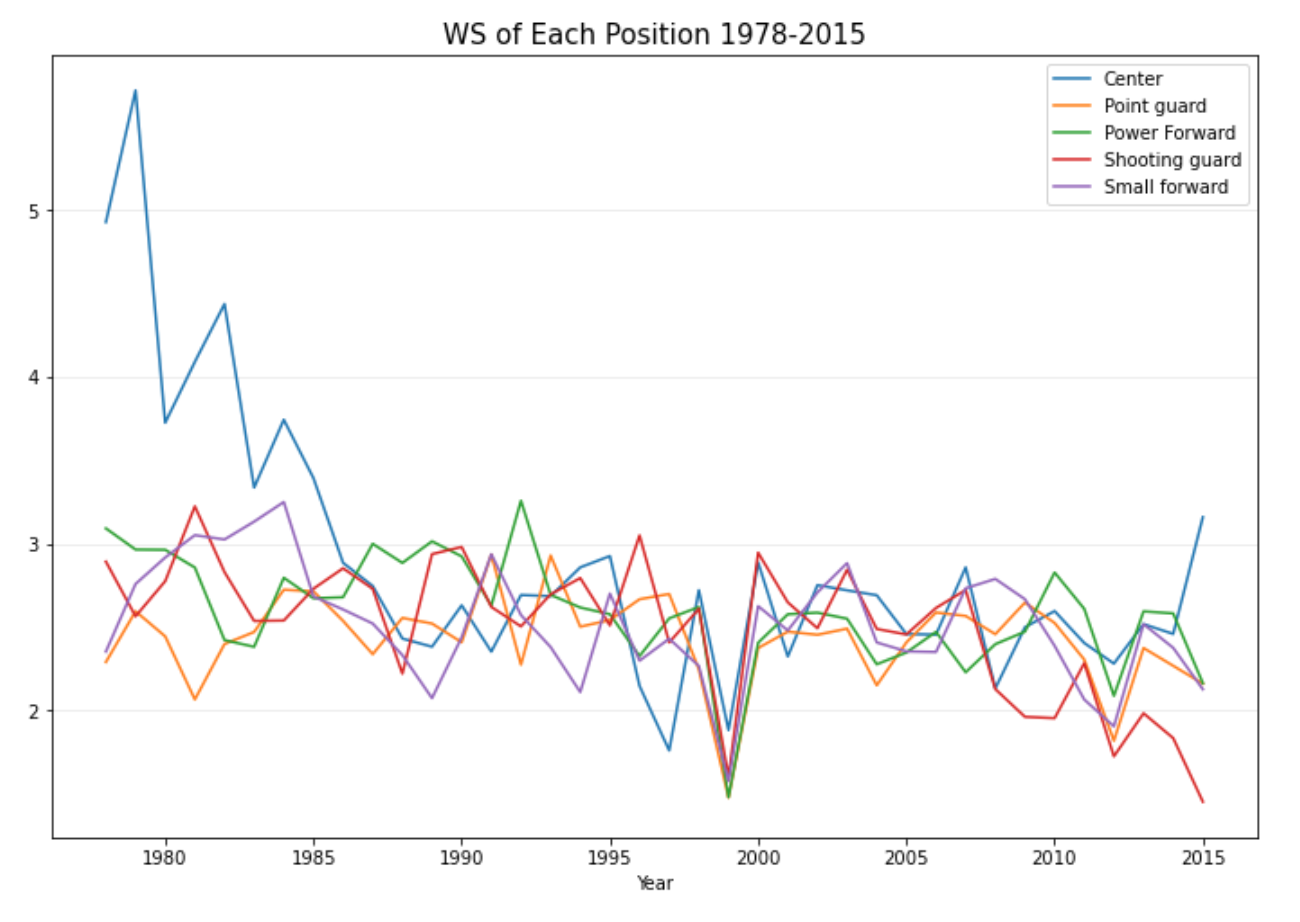 WS of Each Position 1978-2015
Center
Point guard
Power Forward
Shooting guard
Small forward
5
4
3
2
1980 1985 1990 1995 2000 2005 2010 2015
Year